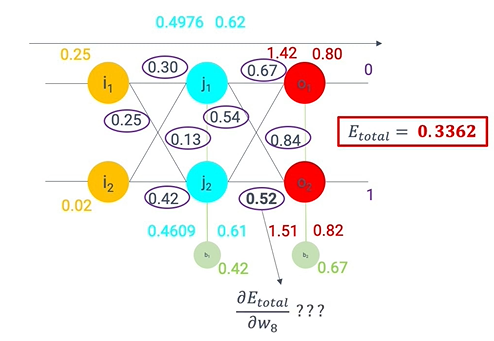 0.4976 0.62
0.25 0.30 1.42 0.80
i₁ j₁ 0.67 o₁ 0
0.25 0.54
0.13 0.84
E_total = 0.3362
i₂ 0.42 j₂ 0.52 o₂ 1
0.02 0.4609 0.61 1.51 0.82
b₁ b₂
0.42 0.67
∂E_total
∂w₈ ???